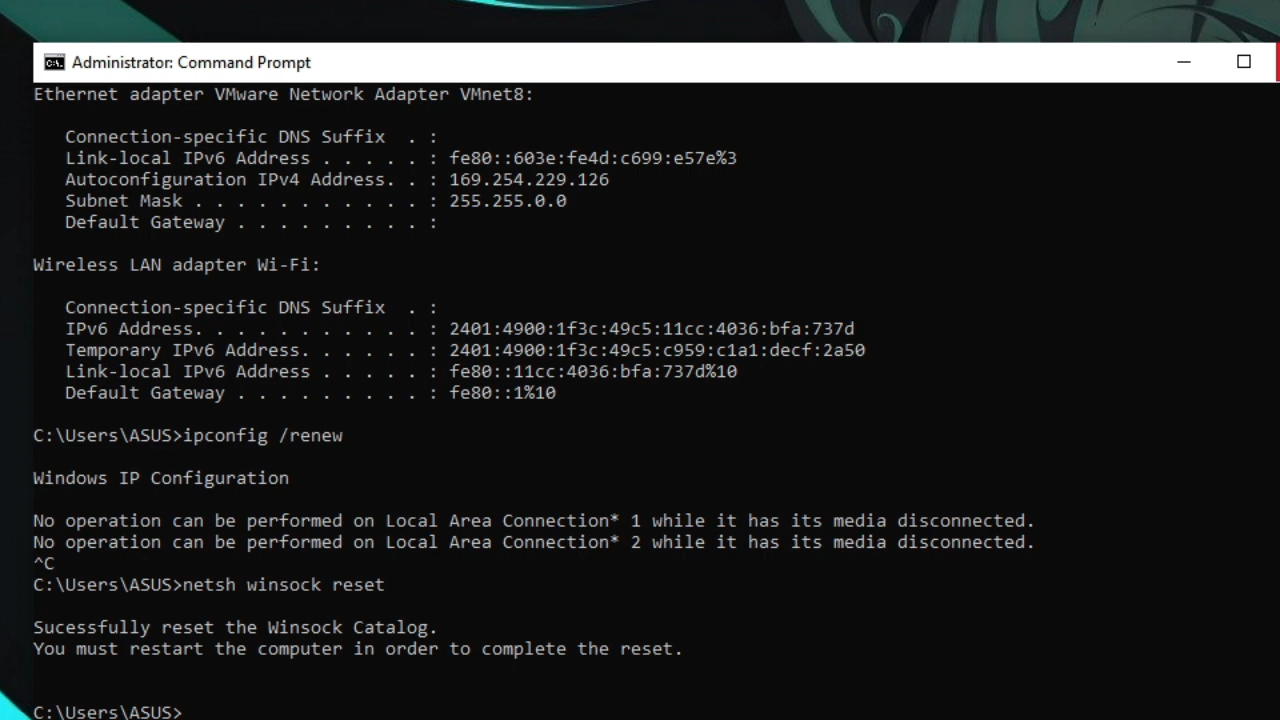 Administrator: Command Prompt
Ethernet adapter VMware Network Adapter VMnet8:
Connection-specific DNS Suffix  . :
Link-local IPv6 Address . . . . . : fe80::603e:fe4d:c699:e57e%3
Autoconfiguration IPv4 Address. . : 169.254.229.126
Subnet Mask . . . . . . . . . . . : 255.255.0.0
Default Gateway . . . . . . . . . :
Wireless LAN adapter Wi-Fi:
Connection-specific DNS Suffix  . :
IPv6 Address. . . . . . . . . . . : 2401:4900:1f3c:49c5:11cc:4036:bfa:737d
Temporary IPv6 Address. . . . . . : 2401:4900:1f3c:49c5:c959:c1a1:decf:2a50
Link-local IPv6 Address . . . . . : fe80::11cc:4036:bfa:737d%10
Default Gateway . . . . . . . . . : fe80::1%10
C:\Users\ASUS>ipconfig /renew
Windows IP Configuration
No operation can be performed on Local Area Connection* 1 while it has its media disconnected.
No operation can be performed on Local Area Connection* 2 while it has its media disconnected.
^C
C:\Users\ASUS>netsh winsock reset
Sucessfully reset the Winsock Catalog.
You must restart the computer in order to complete the reset.
C:\Users\ASUS>